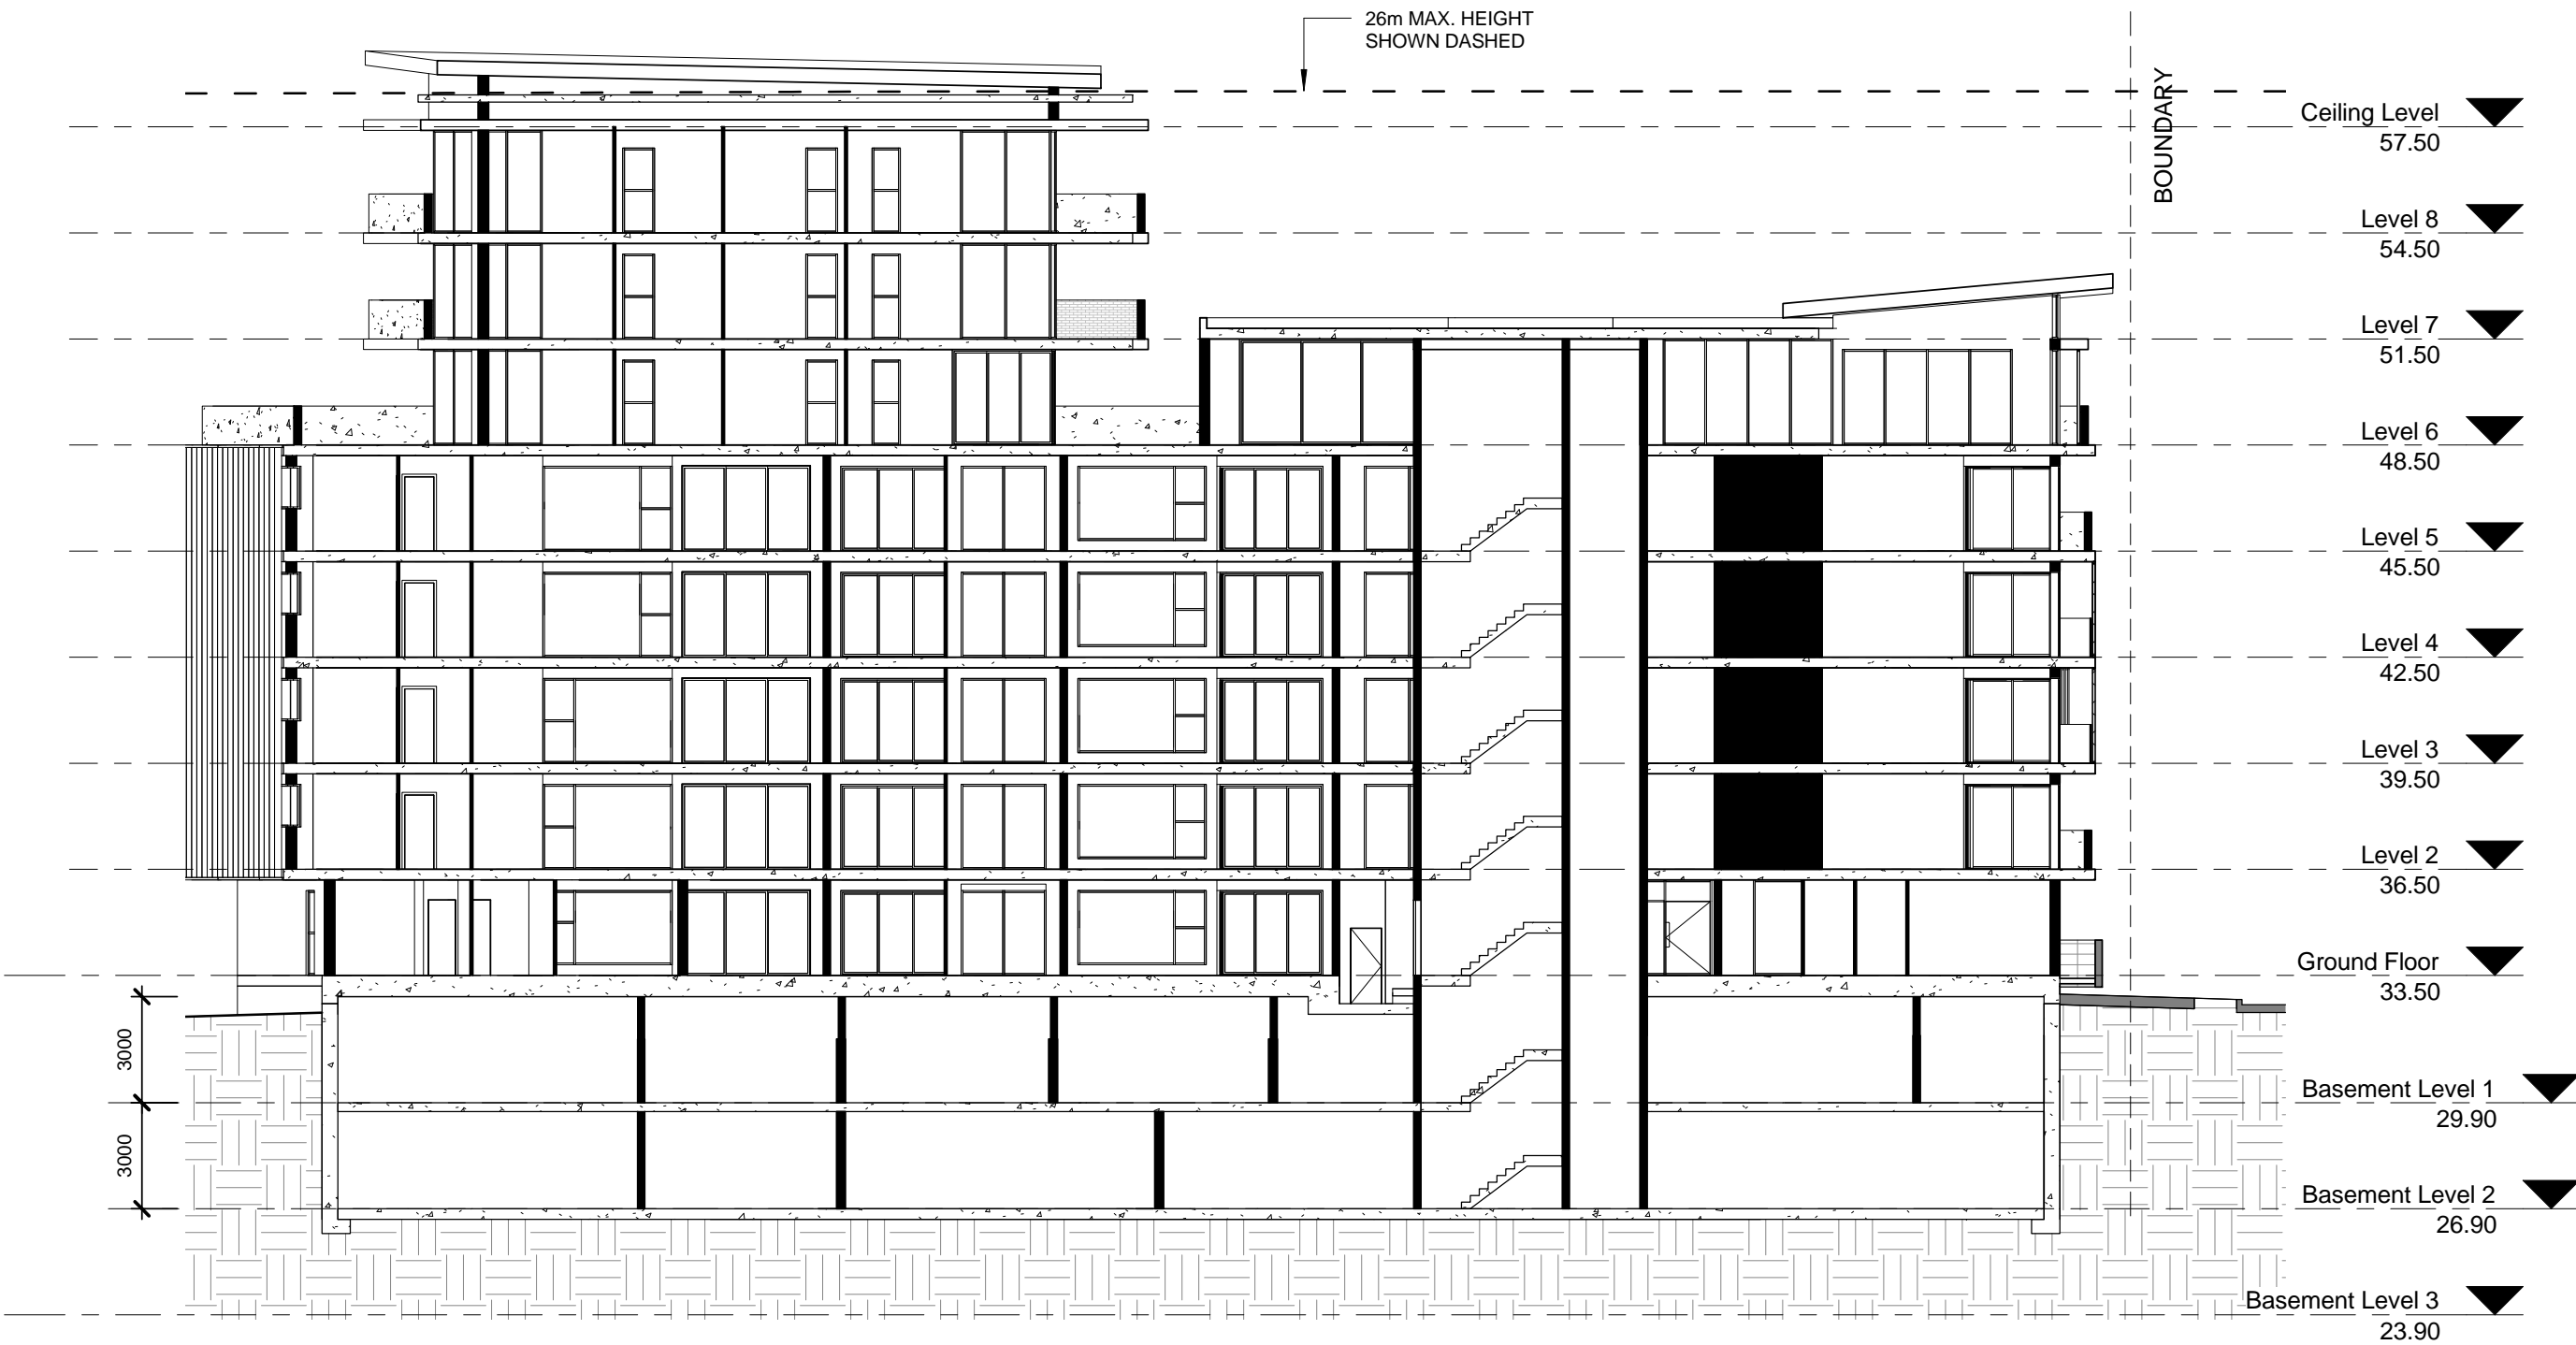 26m MAX. HEIGHT
SHOWN DASHED
BOUNDARY
Ceiling Level
57.50
Level 8
54.50
Level 7
51.50
Level 6
48.50
Level 5
45.50
Level 4
42.50
Level 3
39.50
Level 2
36.50
Ground Floor
33.50
3000
Basement Level 1
29.90
3000
Basement Level 2
26.90
Basement Level 3
23.90